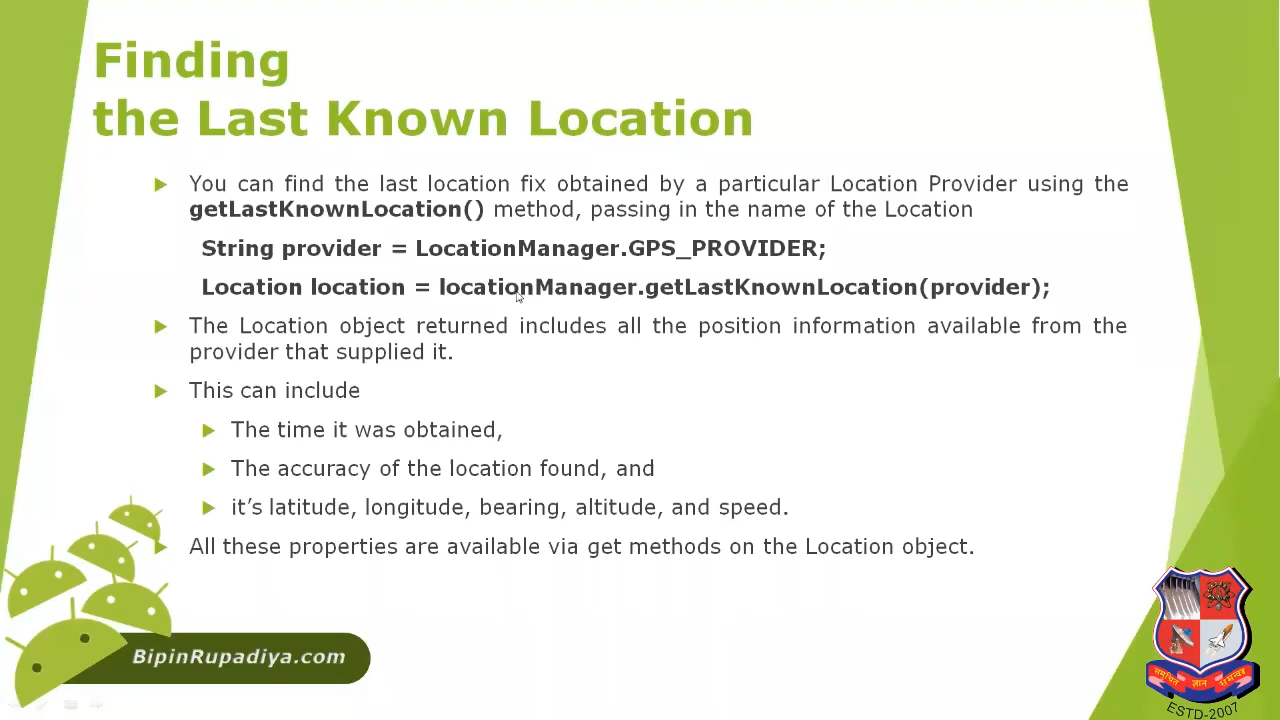 Finding
the Last Known Location
You can find the last location fix obtained by a particular Location Provider using the
getLastKnownLocation() method, passing in the name of the Location
String provider = LocationManager.GPS_PROVIDER;
Location location = locationManager.getLastKnownLocation(provider);
The Location object returned includes all the position information available from the
provider that supplied it.
This can include
The time it was obtained,
The accuracy of the location found, and
it’s latitude, longitude, bearing, altitude, and speed.
All these properties are available via get methods on the Location object.
BipinRupadiya.com
समुचित ज्ञान समन्वय
ESTD-2007